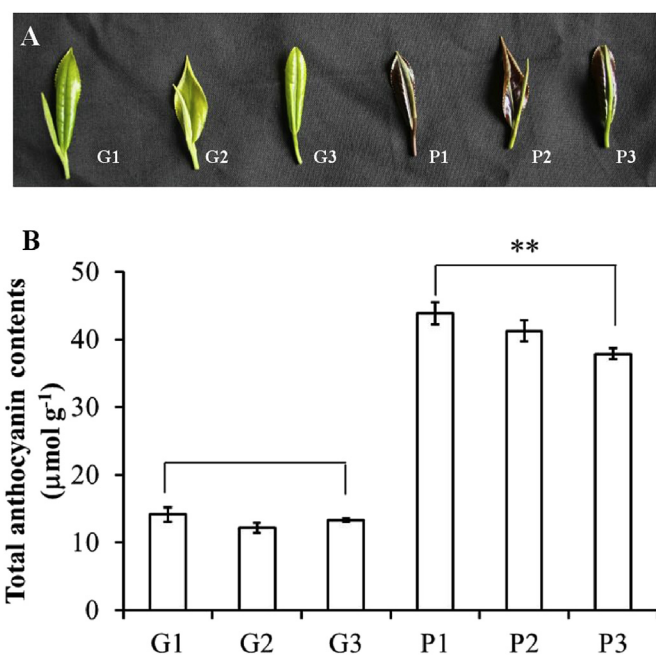 A
G1 G2 G3 P1 P2 P3
B
**
Total anthocyanin contents
(μmol g⁻¹)
50
40
30
20
10
0
G1 G2 G3 P1 P2 P3